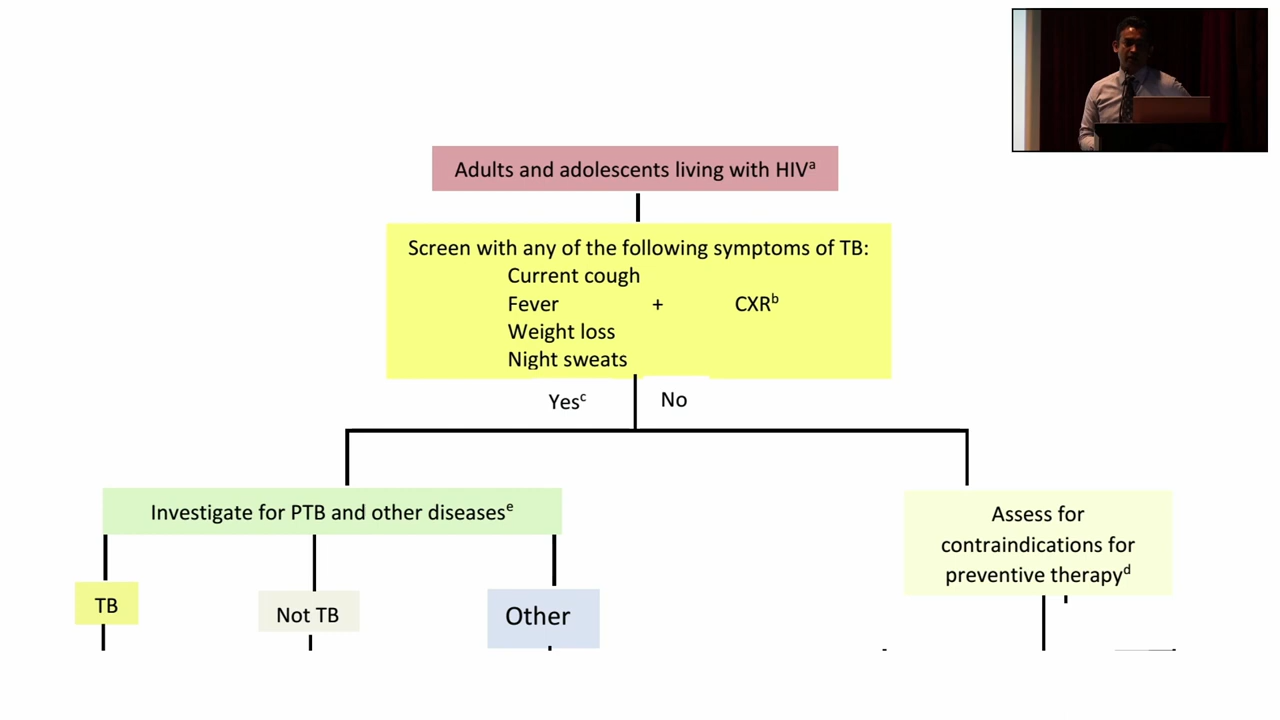 Adults and adolescents living with HIVᵃ
Screen with any of the following symptoms of TB:
Current cough
Fever + CXRᵇ
Weight loss
Night sweats
Yesᶜ No
Investigate for PTB and other diseasesᵉ
Assess for
contraindications for
preventive therapyᵈ
TB
Not TB
Other